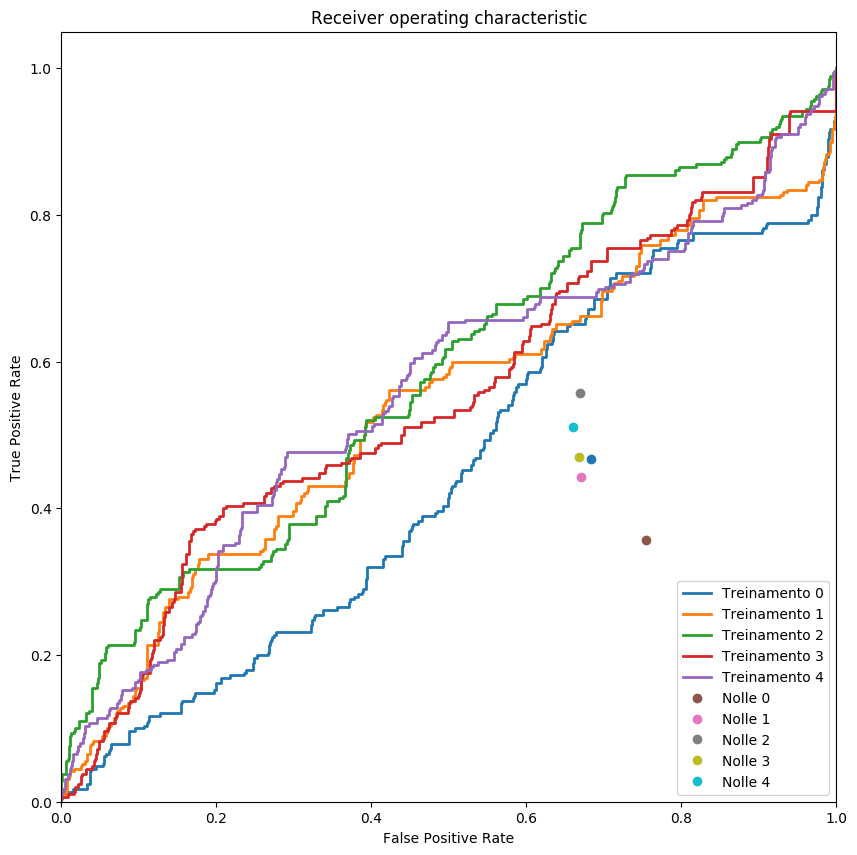 Receiver operating characteristic
True Positive Rate
1.0
0.8
0.6
0.4
0.2
0.0
0.0 0.2 0.4 0.6 0.8 1.0
False Positive Rate
Treinamento 0
Treinamento 1
Treinamento 2
Treinamento 3
Treinamento 4
Nolle 0
Nolle 1
Nolle 2
Nolle 3
Nolle 4